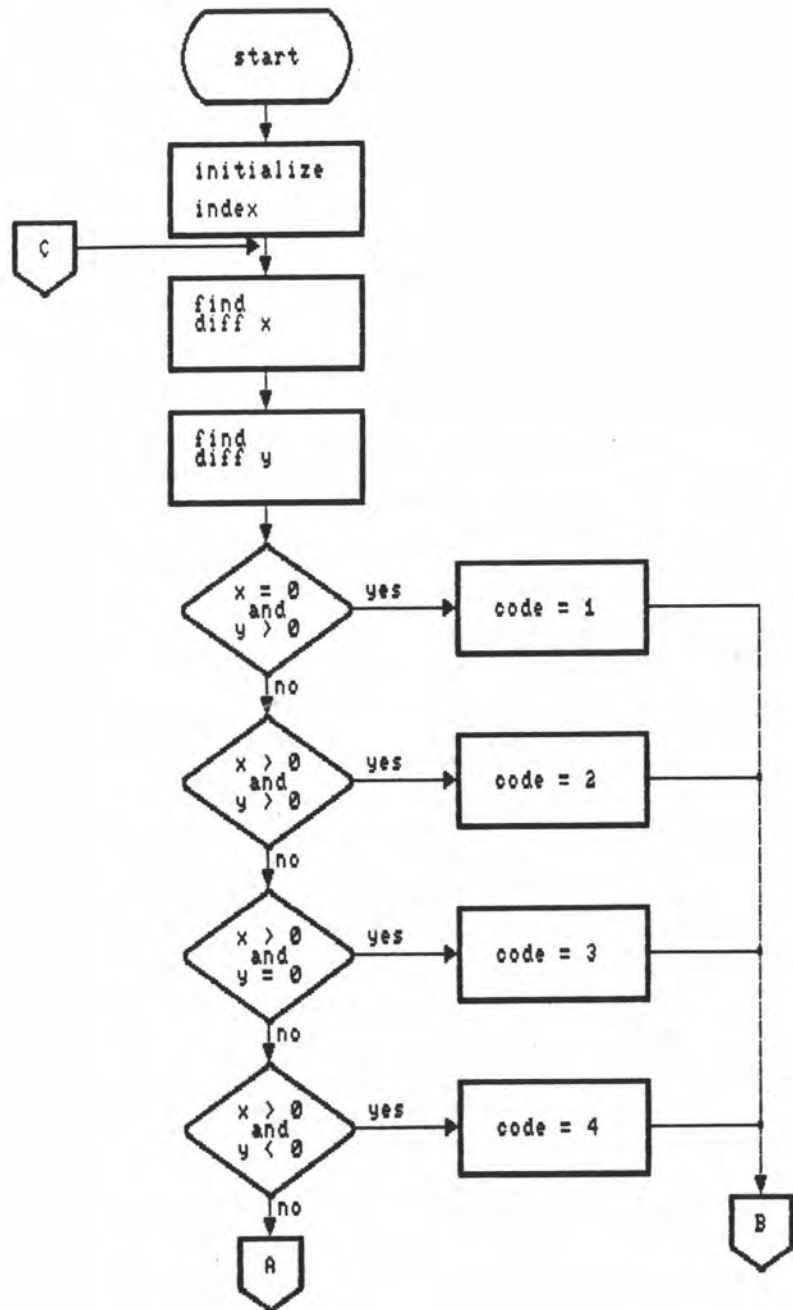 start
initialize
index
C
find
diff x
find
diff y
x = 0
and
y > 0
yes
code = 1
no
x > 0
and
y > 0
yes
code = 2
no
x > 0
and
y = 0
yes
code = 3
no
x > 0
and
y < 0
yes
code = 4
no
A
B